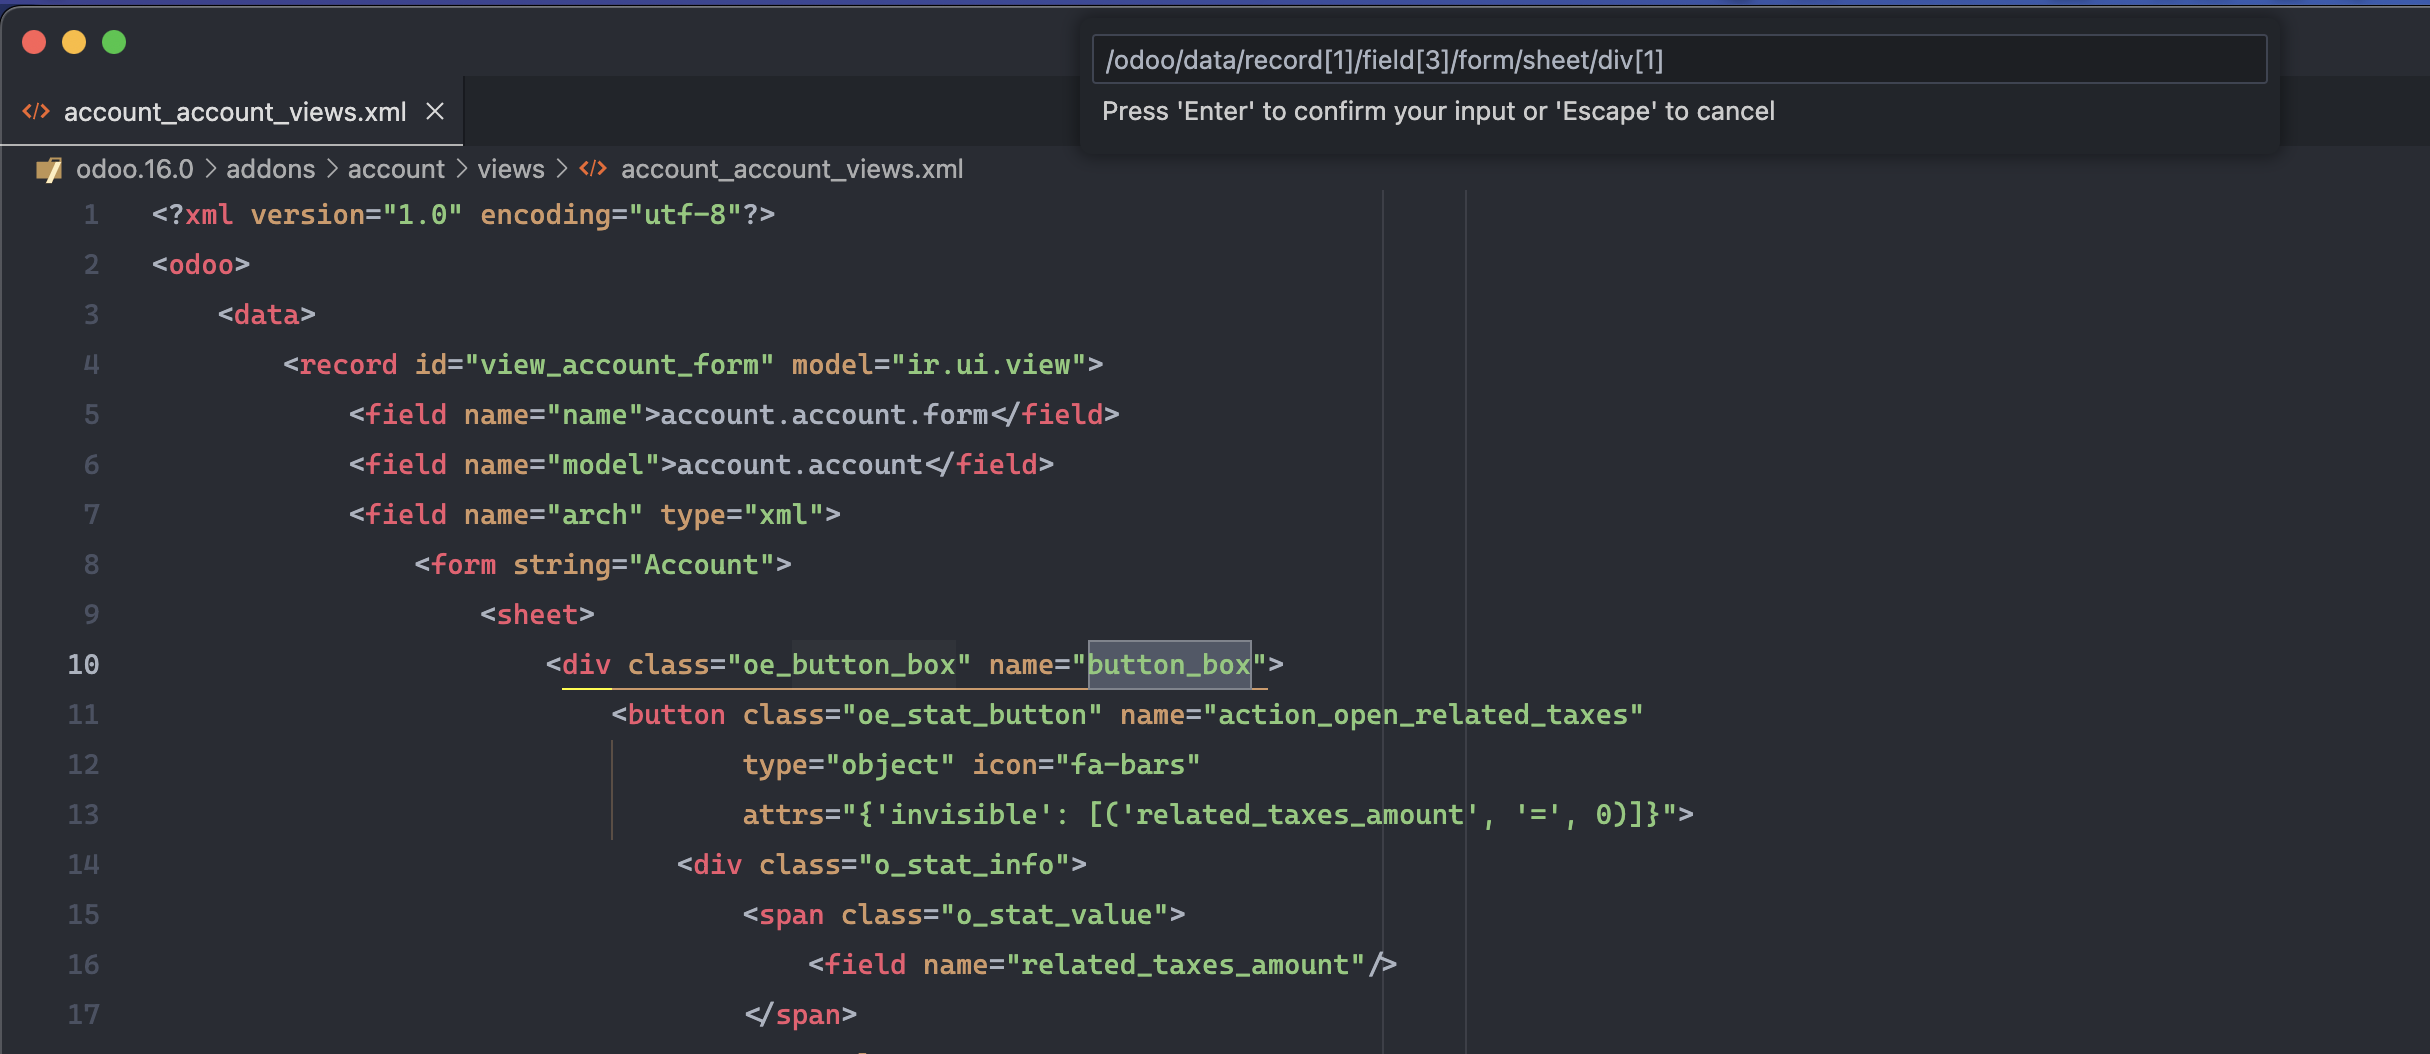 /odoo/data/record[1]/field[3]/form/sheet/div[1]
Press 'Enter' to confirm your input or 'Escape' to cancel
account_account_views.xml
odoo.16.0 > addons > account > views > account_account_views.xml
1 <?xml version="1.0" encoding="utf-8"?>
2 <odoo>
3 <data>
4 <record id="view_account_form" model="ir.ui.view">
5 <field name="name">account.account.form</field>
6 <field name="model">account.account</field>
7 <field name="arch" type="xml">
8 <form string="Account">
9 <sheet>
10 <div class="oe_button_box" name="button_box">
11 <button class="oe_stat_button" name="action_open_related_taxes"
12 type="object" icon="fa-bars"
13 attrs="{'invisible': [('related_taxes_amount', '=', 0)]}">
14 <div class="o_stat_info">
15 <span class="o_stat_value">
16 <field name="related_taxes_amount"/>
17 </span>